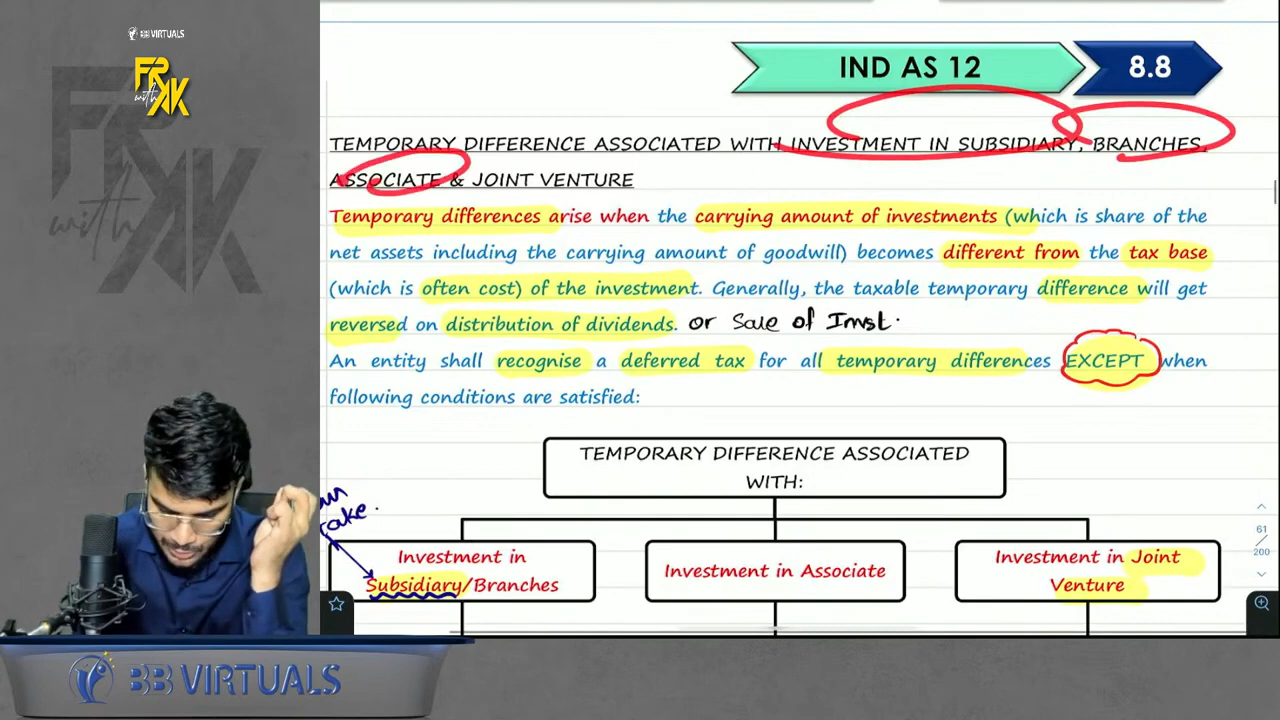 BB VIRTUALS
FR
with
AK
IND AS 12
8.8
TEMPORARY DIFFERENCE ASSOCIATED WITH INVESTMENT IN SUBSIDIARY, BRANCHES,
ASSOCIATE & JOINT VENTURE
Temporary differences arise when the carrying amount of investments (which is share of the
net assets including the carrying amount of goodwill) becomes different from the tax base
(which is often cost) of the investment. Generally, the taxable temporary difference will get
reversed on distribution of dividends. or Sale of Invst.
An entity shall recognise a deferred tax for all temporary differences EXCEPT when
following conditions are satisfied:
TEMPORARY DIFFERENCE ASSOCIATED
WITH:
Investment in
Subsidiary/Branches
Investment in Associate
Investment in Joint
Venture
61
200
BB VIRTUALS